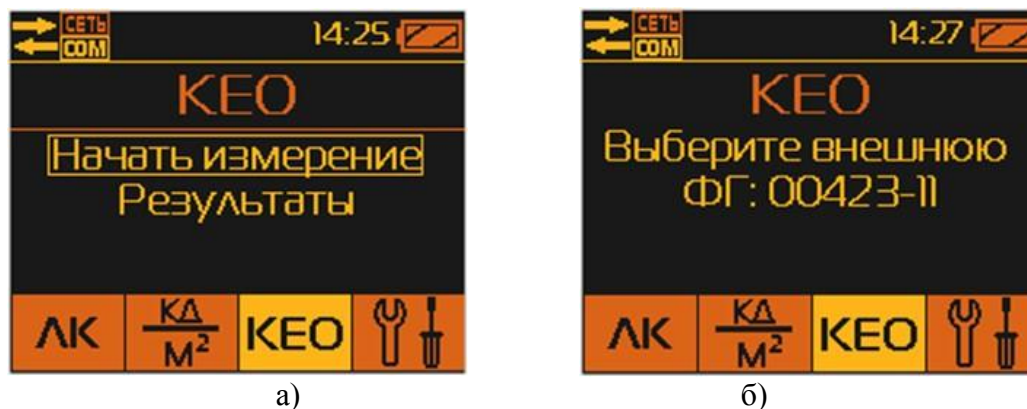 СЕТЬ
COM
14:25
КЕО
Начать измерение
Результаты
ЛК
КД
М²
КЕО
а)
СЕТЬ
COM
14:27
КЕО
Выберите внешнюю
ФГ: 00423-11
ЛК
КД
М²
КЕО
б)